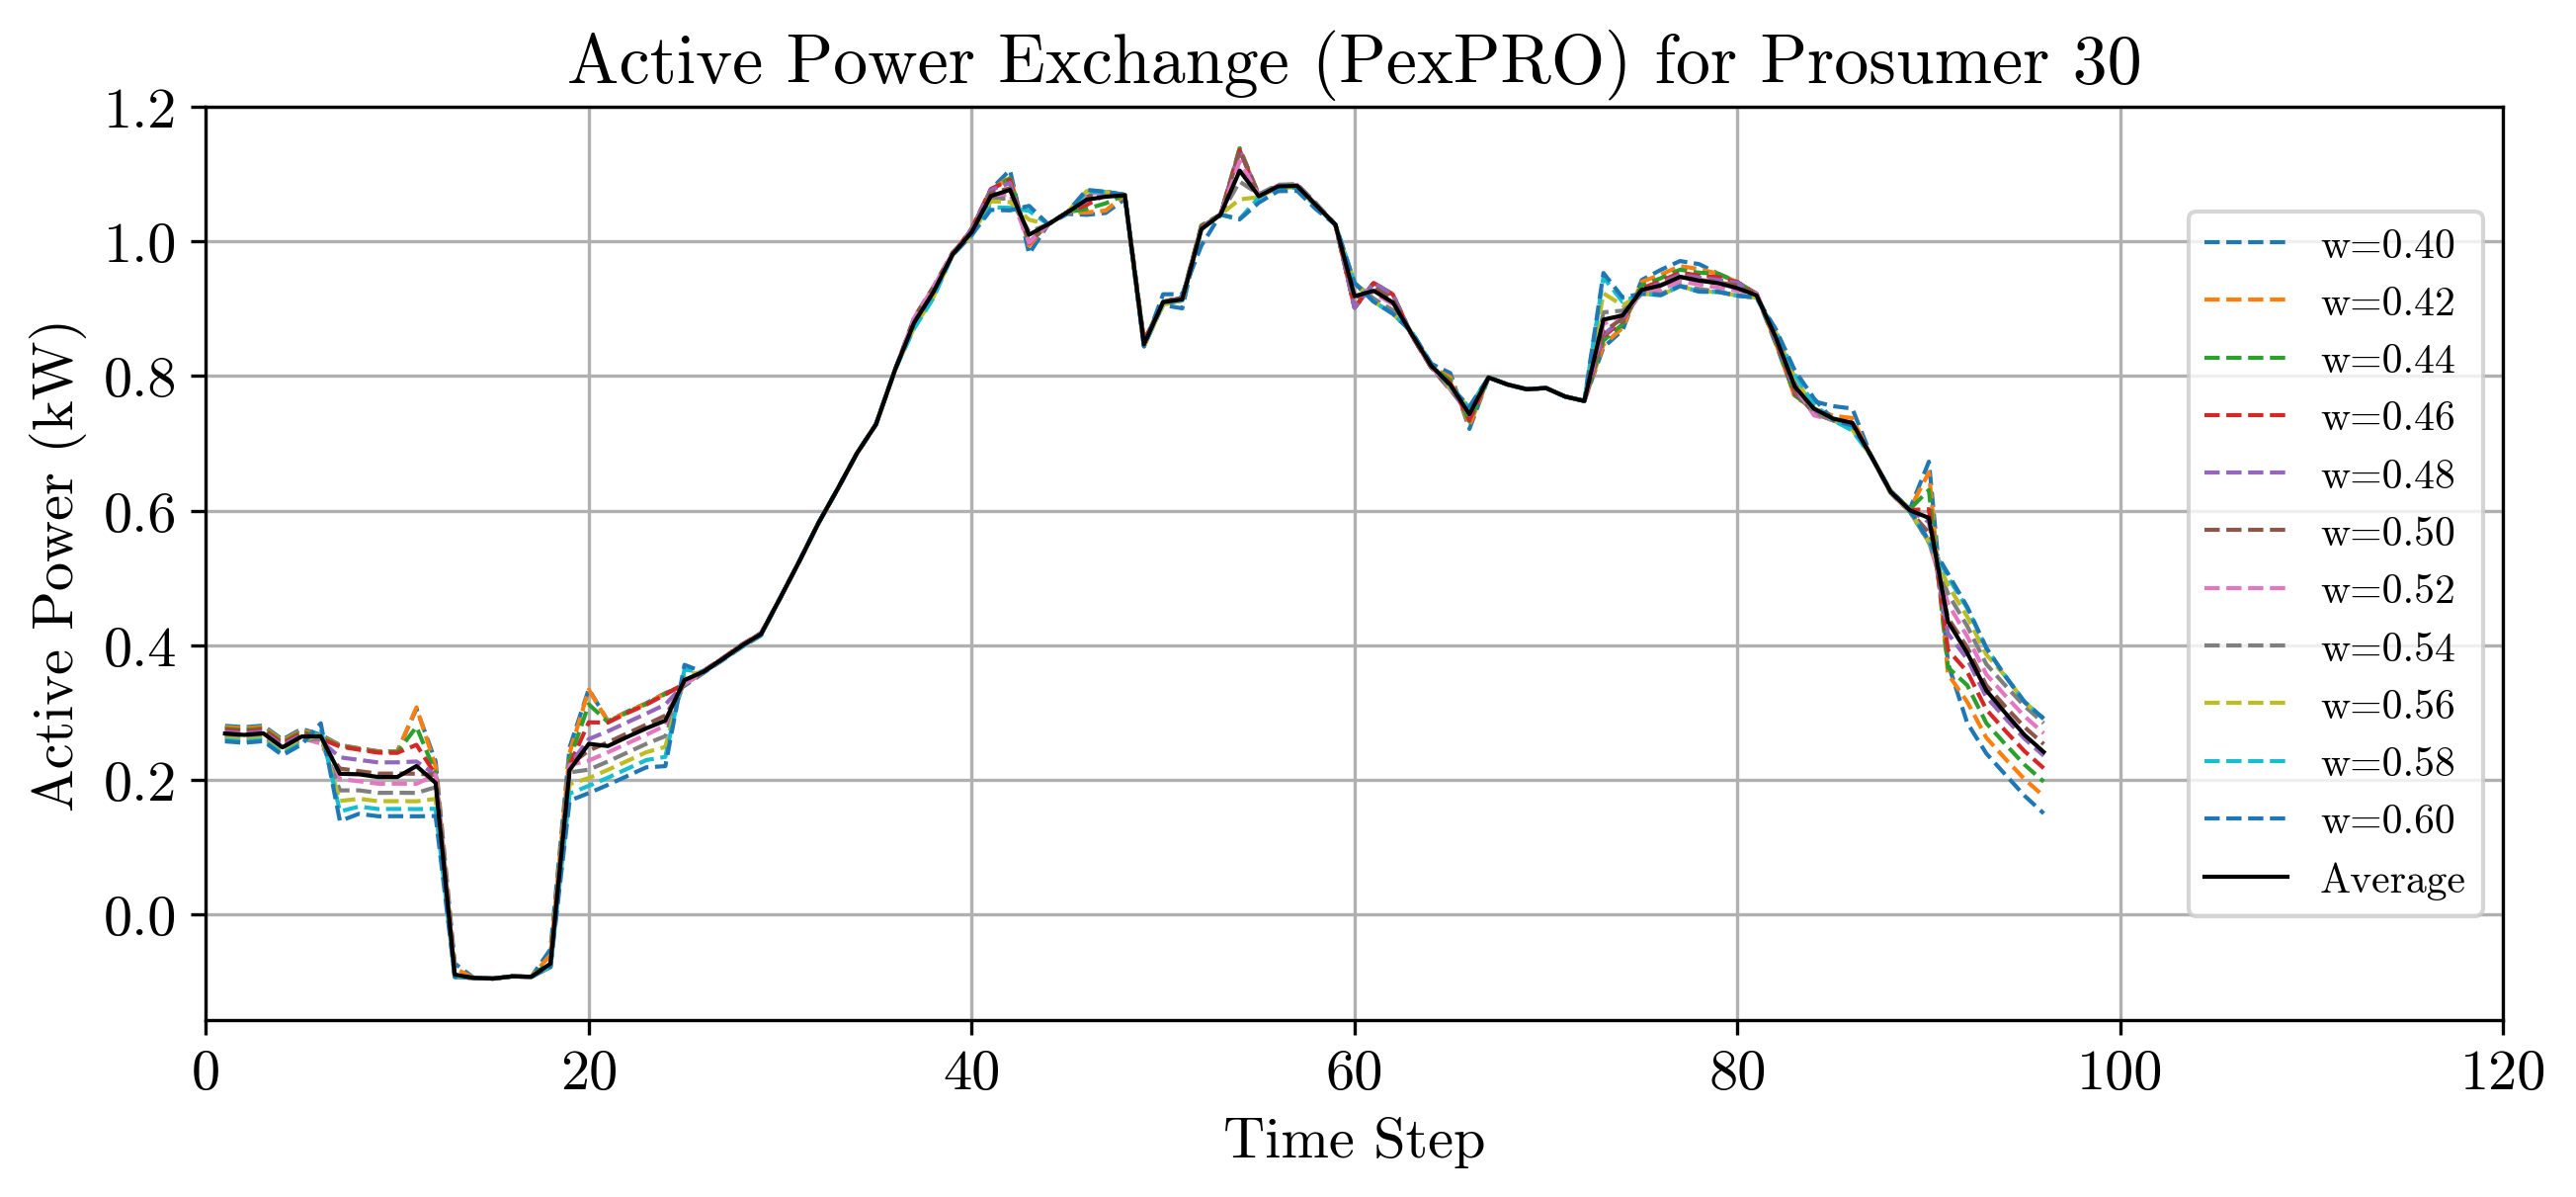 Active Power Exchange (PexPRO) for Prosumer 30
Active Power (kW)
1.2
1.0
0.8
0.6
0.4
0.2
0.0
0 20 40 60 80 100 120
Time Step
w=0.40
w=0.42
w=0.44
w=0.46
w=0.48
w=0.50
w=0.52
w=0.54
w=0.56
w=0.58
w=0.60
Average